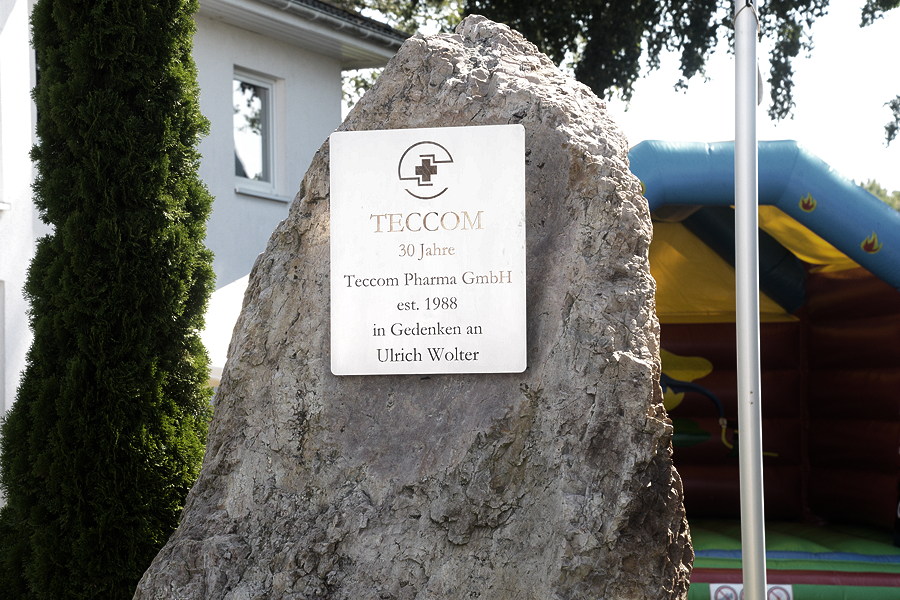 TECCOM
30 Jahre
Teccom Pharma GmbH
est. 1988
in Gedenken an
Ulrich Wolter